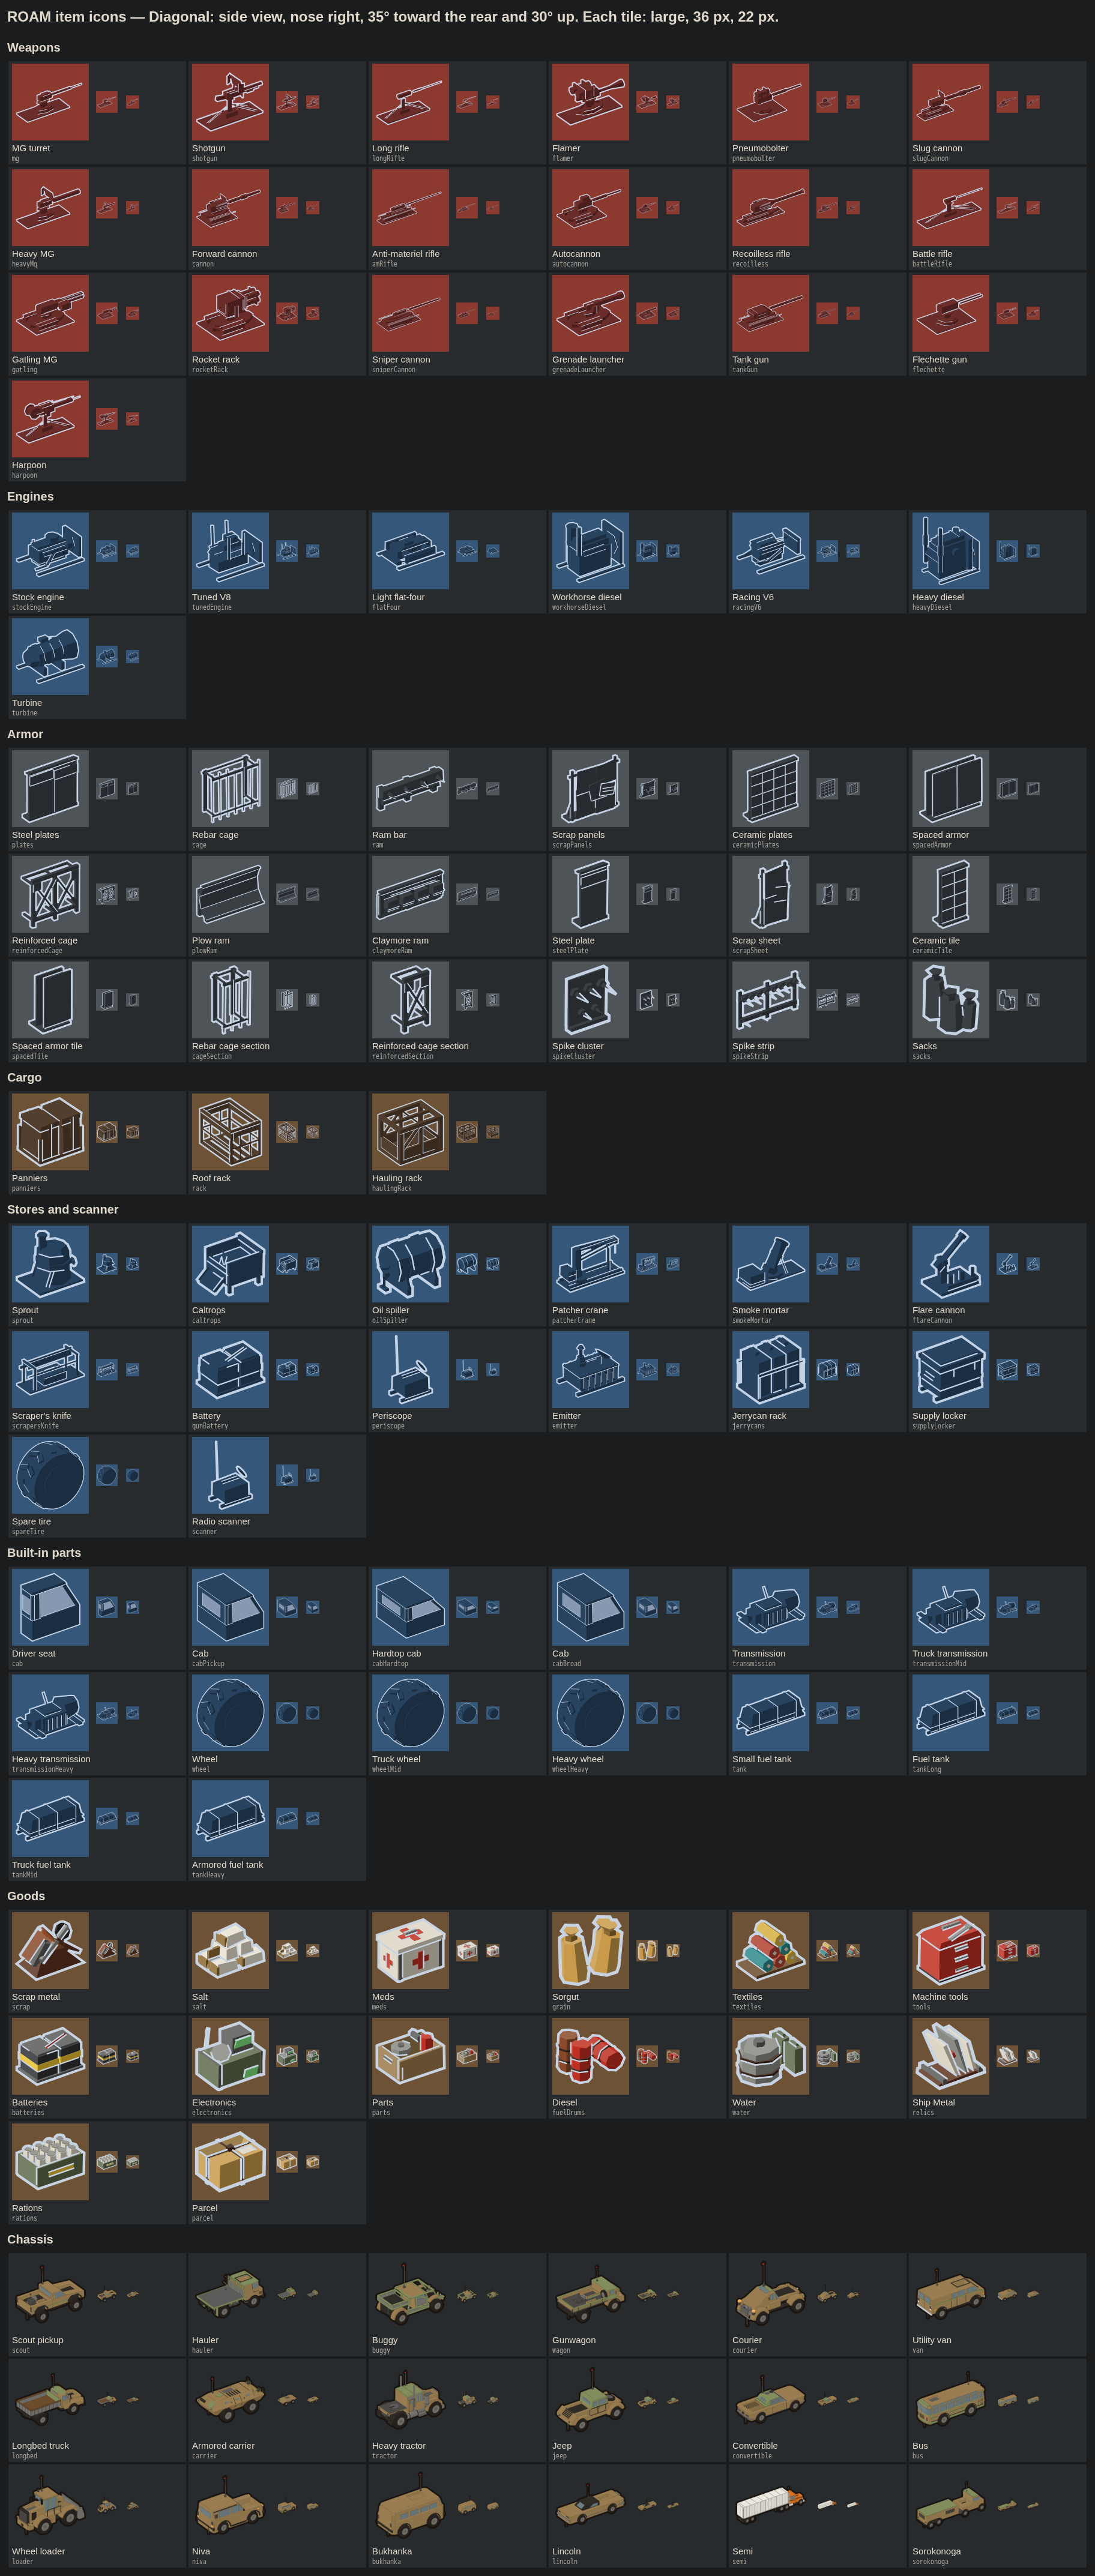 ROAM item icons — Diagonal: side view, nose right, 35° toward the rear and 30° up. Each tile: large, 36 px, 22 px.
Weapons
MG turret
mg
Shotgun
shotgun
Long rifle
longRifle
Flamer
flamer
Pneumobolter
pneumobolter
Slug cannon
slugCannon
Heavy MG
heavyMg
Forward cannon
cannon
Anti-materiel rifle
amRifle
Autocannon
autocannon
Recoilless rifle
recoilless
Battle rifle
battleRifle
Gatling MG
gatling
Rocket rack
rocketRack
Sniper cannon
sniperCannon
Grenade launcher
grenadeLauncher
Tank gun
tankGun
Flechette gun
flechette
Harpoon
harpoon
Engines
Stock engine
stockEngine
Tuned V8
tunedEngine
Light flat-four
flatFour
Workhorse diesel
workhorseDiesel
Racing V6
racingV6
Heavy diesel
heavyDiesel
Turbine
turbine
Armor
Steel plates
plates
Rebar cage
cage
Ram bar
ram
Scrap panels
scrapPanels
Ceramic plates
ceramicPlates
Spaced armor
spacedArmor
Reinforced cage
reinforcedCage
Plow ram
plowRam
Claymore ram
claymoreRam
Steel plate
steelPlate
Scrap sheet
scrapSheet
Ceramic tile
ceramicTile
Spaced armor tile
spacedTile
Rebar cage section
cageSection
Reinforced cage section
reinforcedSection
Spike cluster
spikeCluster
Spike strip
spikeStrip
Sacks
sacks
Cargo
Panniers
panniers
Roof rack
rack
Hauling rack
haulingRack
Stores and scanner
Sprout
sprout
Caltrops
caltrops
Oil spiller
oilSpiller
Patcher crane
patcherCrane
Smoke mortar
smokeMortar
Flare cannon
flareCannon
Scraper's knife
scrapersKnife
Battery
gunBattery
Periscope
periscope
Emitter
emitter
Jerrycan rack
jerrycans
Supply locker
supplyLocker
Spare tire
spareTire
Radio scanner
scanner
Built-in parts
Driver seat
cab
Cab
cabPickup
Hardtop cab
cabHardtop
Cab
cabBroad
Transmission
transmission
Truck transmission
transmissionMid
Heavy transmission
transmissionHeavy
Wheel
wheel
Truck wheel
wheelMid
Heavy wheel
wheelHeavy
Small fuel tank
tank
Fuel tank
tankLong
Truck fuel tank
tankMid
Armored fuel tank
tankHeavy
Goods
Scrap metal
scrap
Salt
salt
Meds
meds
Sorgut
grain
Textiles
textiles
Machine tools
tools
Batteries
batteries
Electronics
electronics
Parts
parts
Diesel
fuelDrums
Water
water
Ship Metal
relics
Rations
rations
Parcel
parcel
Chassis
Scout pickup
scout
Hauler
hauler
Buggy
buggy
Gunwagon
wagon
Courier
courier
Utility van
van
Longbed truck
longbed
Armored carrier
carrier
Heavy tractor
tractor
Jeep
jeep
Convertible
convertible
Bus
bus
Wheel loader
loader
Niva
niva
Bukhanka
bukhanka
Lincoln
lincoln
Semi
semi
Sorokonoga
sorokonoga